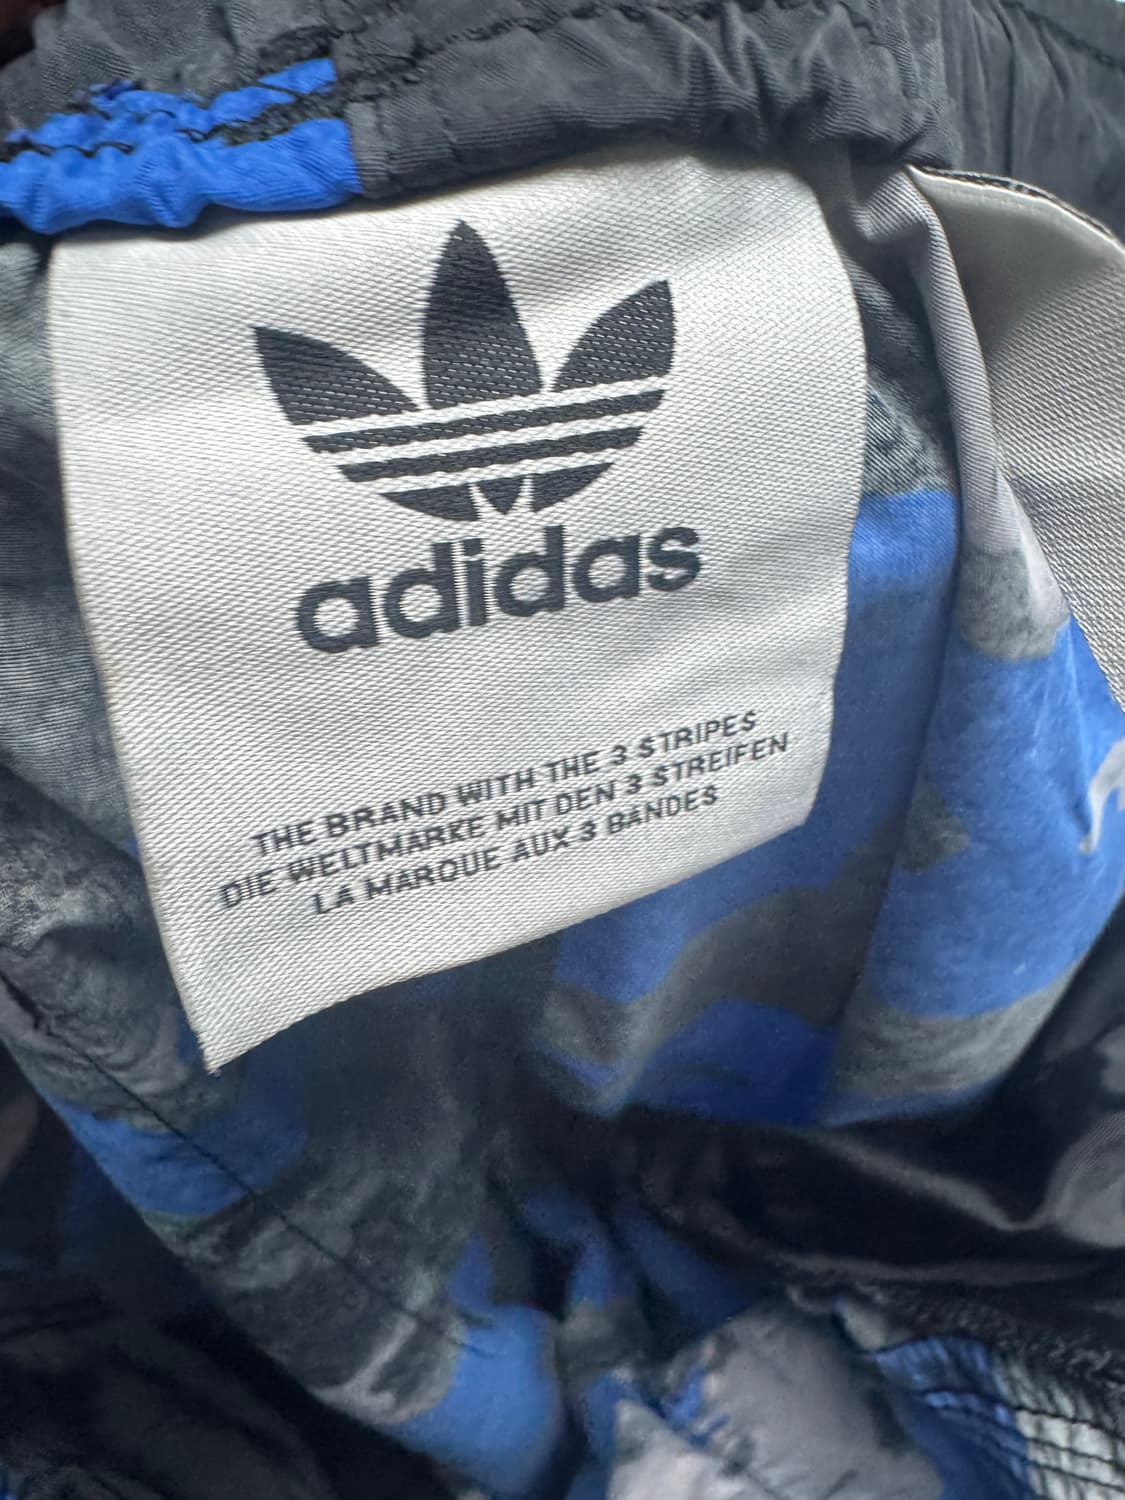 adidas
THE BRAND WITH THE 3 STRIPES
DIE WELTMARKE MIT DEN 3 STREIFEN
LA MARQUE AUX 3 BANDES